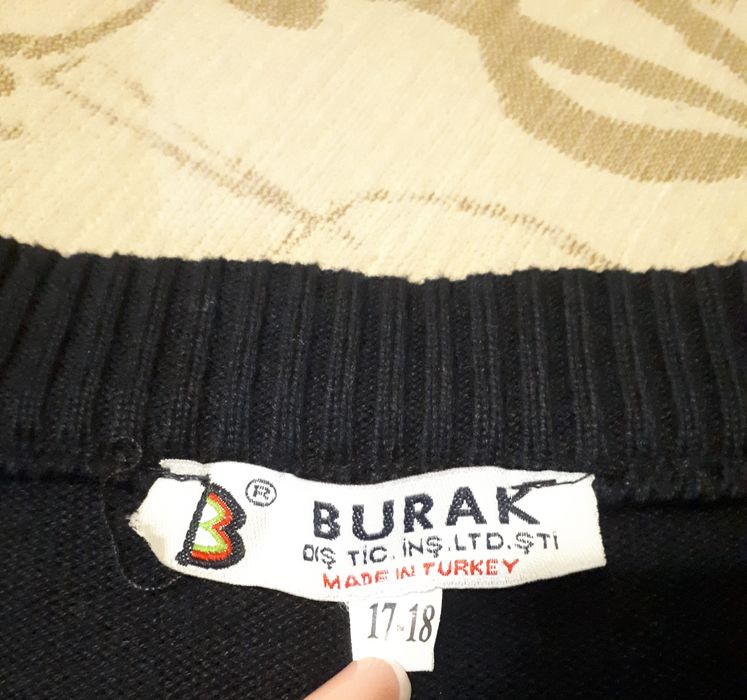 B ® BURAK
DIŞ TİC. İNŞ.LTD.ŞTİ
MADE IN TURKEY
17-18